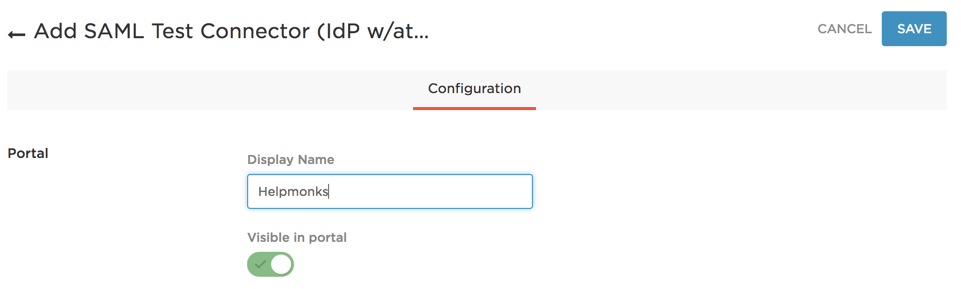 ← Add SAML Test Connector (IdP w/at...
CANCEL
SAVE
Configuration
Portal
Display Name
Helpmonks
Visible in portal